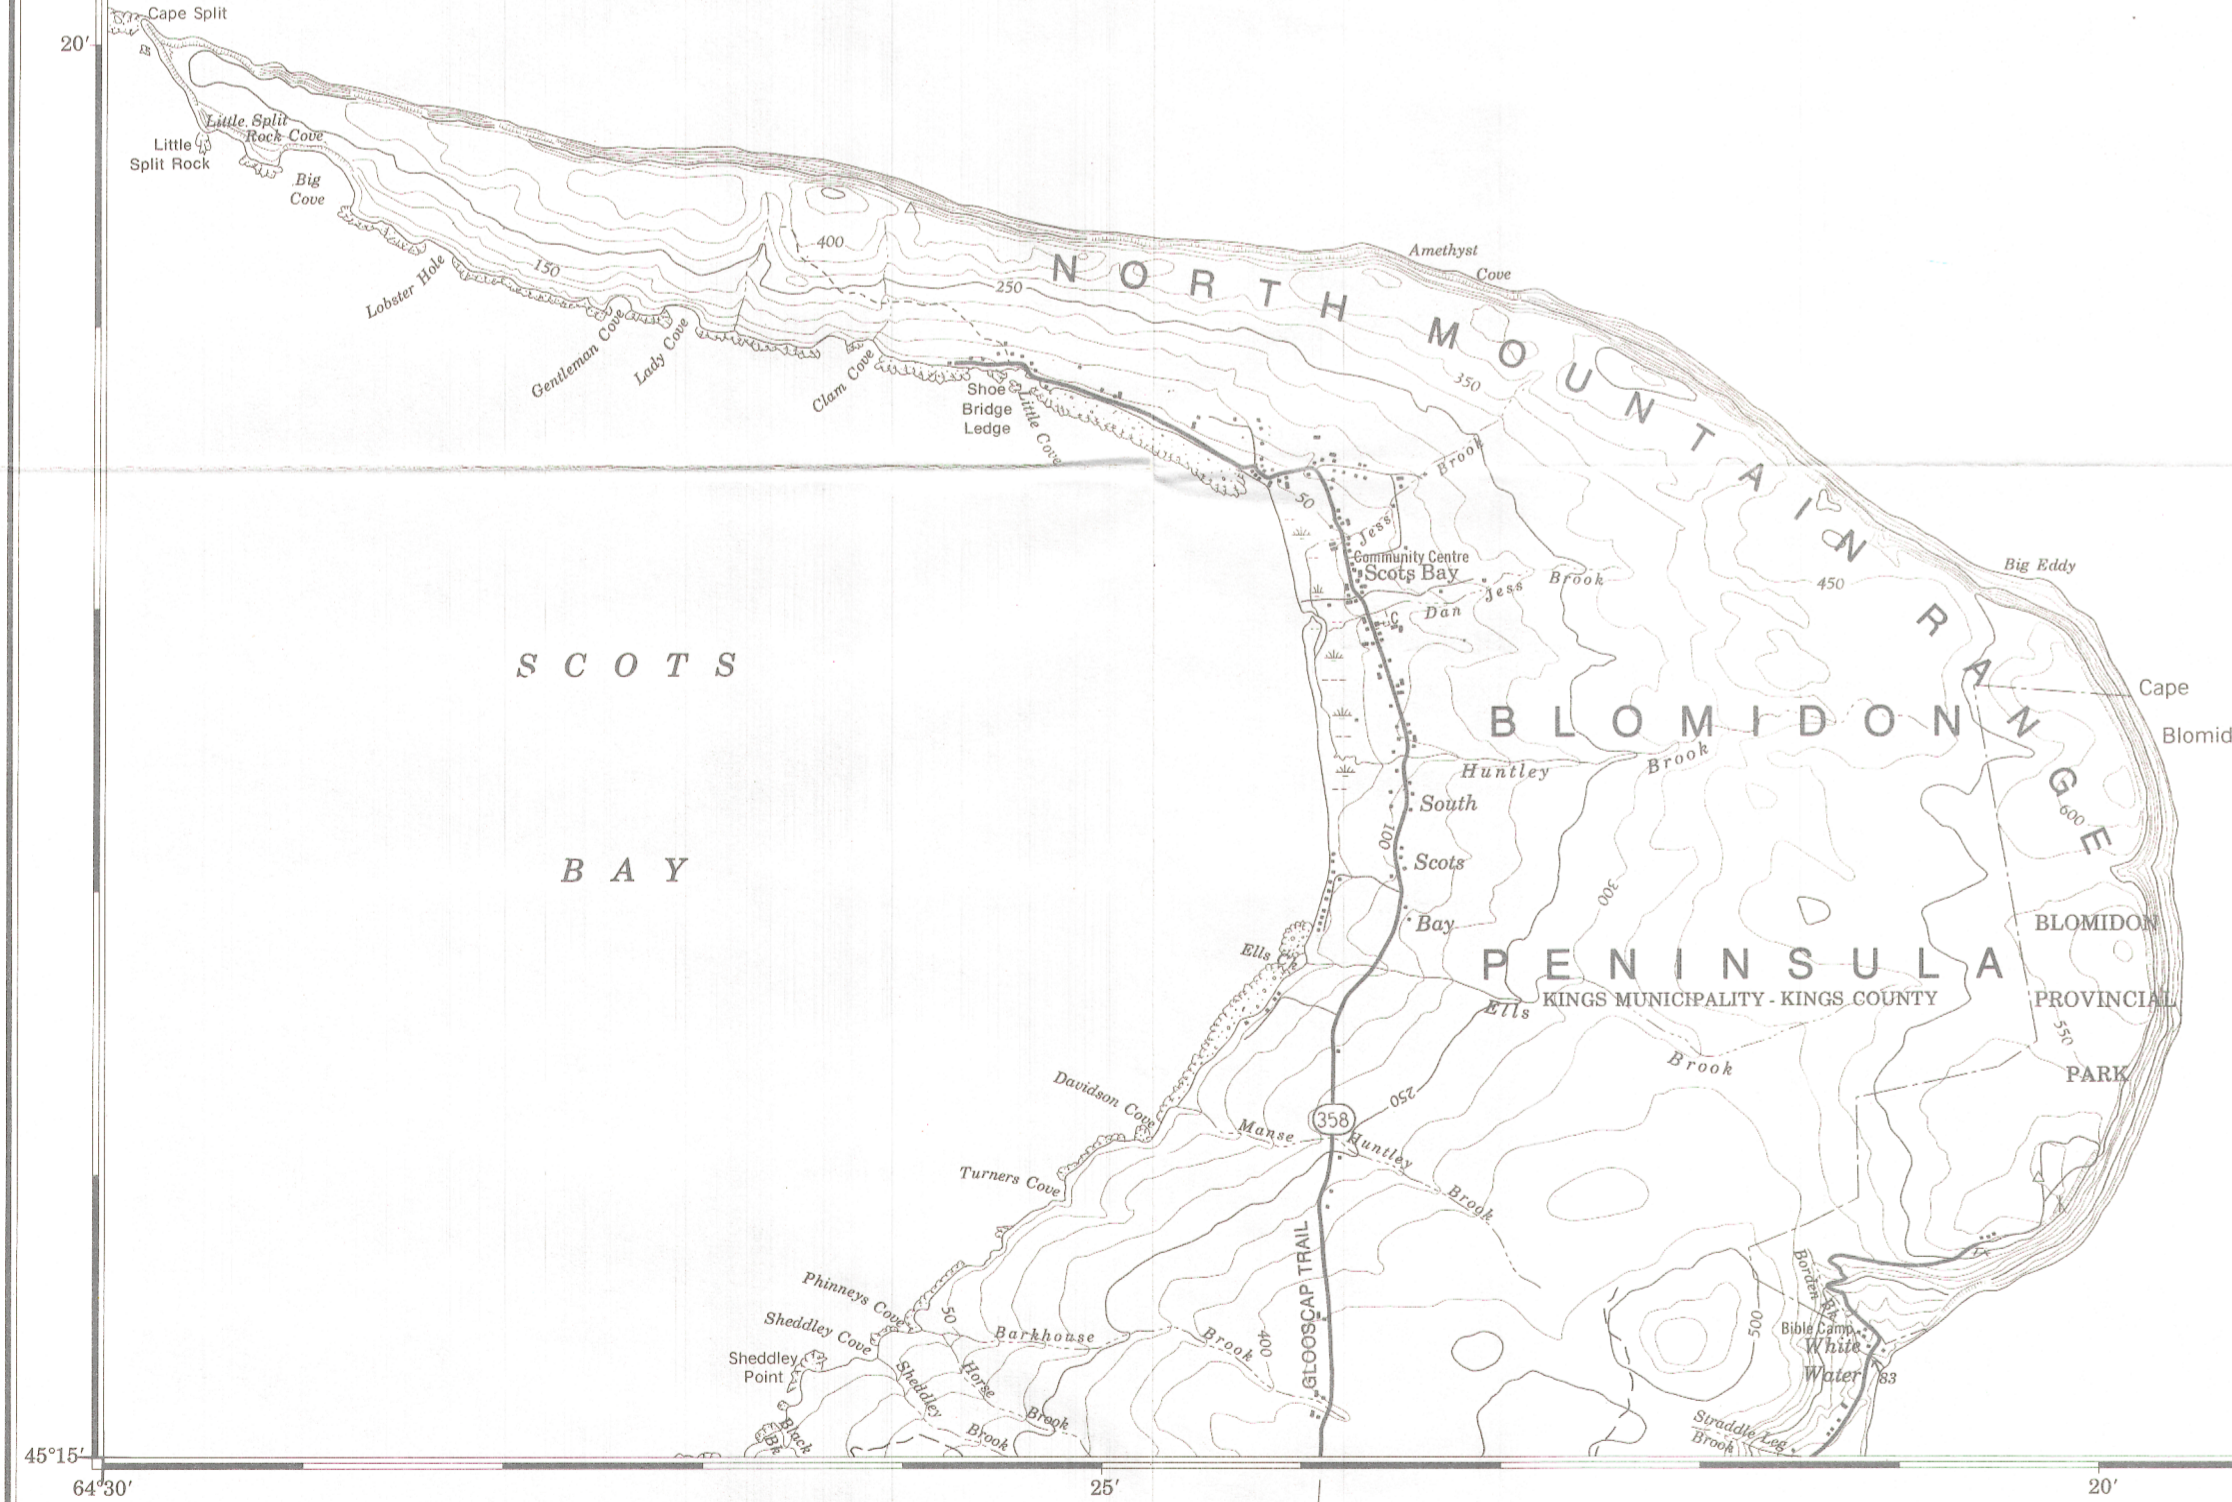 Cape Split
20'
Little Split
Rock Cove
Little
Split Rock
Big
Cove
Lobster Hole
150
400
250
NORTH MOUNTAIN RANGE
Amethyst
Cove
Gentleman Cove
Lady Cove
Clam Cove
Shoe
Bridge
Ledge
Little Cove
350
Brook
50
Jess
Community Centre
Scots Bay
Dan Jess Brook
C
450
Big Eddy
SCOTS
BAY
Cape
Blomid
BLOMIDON
Huntley Brook
South
Scots
Bay
100
600
300
BLOMIDON
PROVINCIAL
PARK
550
Ells Ck
PENINSULA
KINGS MUNICIPALITY - KINGS COUNTY
Ells
Brook
Davidson Cove
250
358
Manse
Huntley
Brook
Turners Cove
GLOOSCAP TRAIL
Phinneys Cove
Sheddley Cove
Sheddley
Point
50
Barkhouse Brook
400
Horse
Brook
Sheddley
Brook
Black
Bk
500
Borden Bk
Bible Camp
White
Water
83
Straddle Leg
Brook
45°15'
64°30'
25'
20'